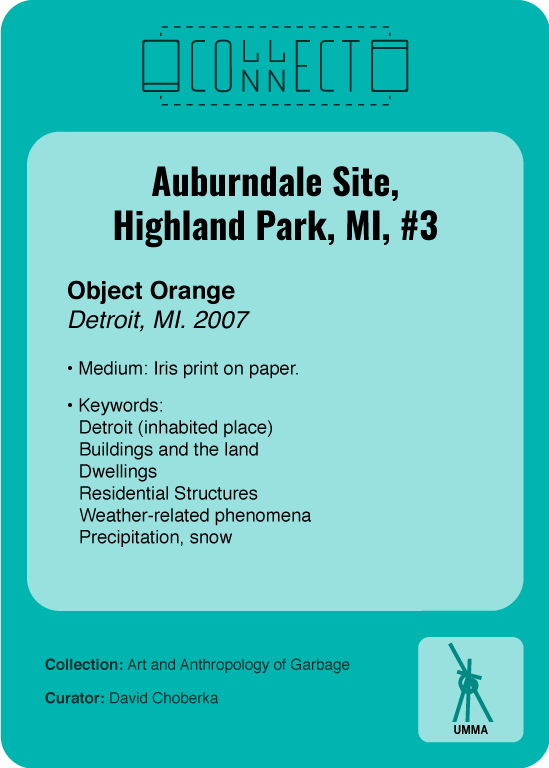 COLLECT
CONNECT
Auburndale Site,
Highland Park, MI, #3
Object Orange
Detroit, MI. 2007
• Medium: Iris print on paper.
• Keywords:
Detroit (inhabited place)
Buildings and the land
Dwellings
Residential Structures
Weather-related phenomena
Precipitation, snow
Collection: Art and Anthropology of Garbage
Curator: David Choberka
UMMA